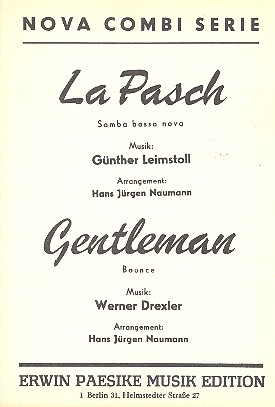 NOVA COMBI SERIE
La Pasch
Samba bossa nova
Musik:
Günther Leimstoll
Arrangement:
Hans Jürgen Naumann
Gentleman
Bounce
Musik:
Werner Drexler
Arrangement:
Hans Jürgen Naumann
ERWIN PAESIKE MUSIK EDITION
1 Berlin 31, Helmstedter Straße 27